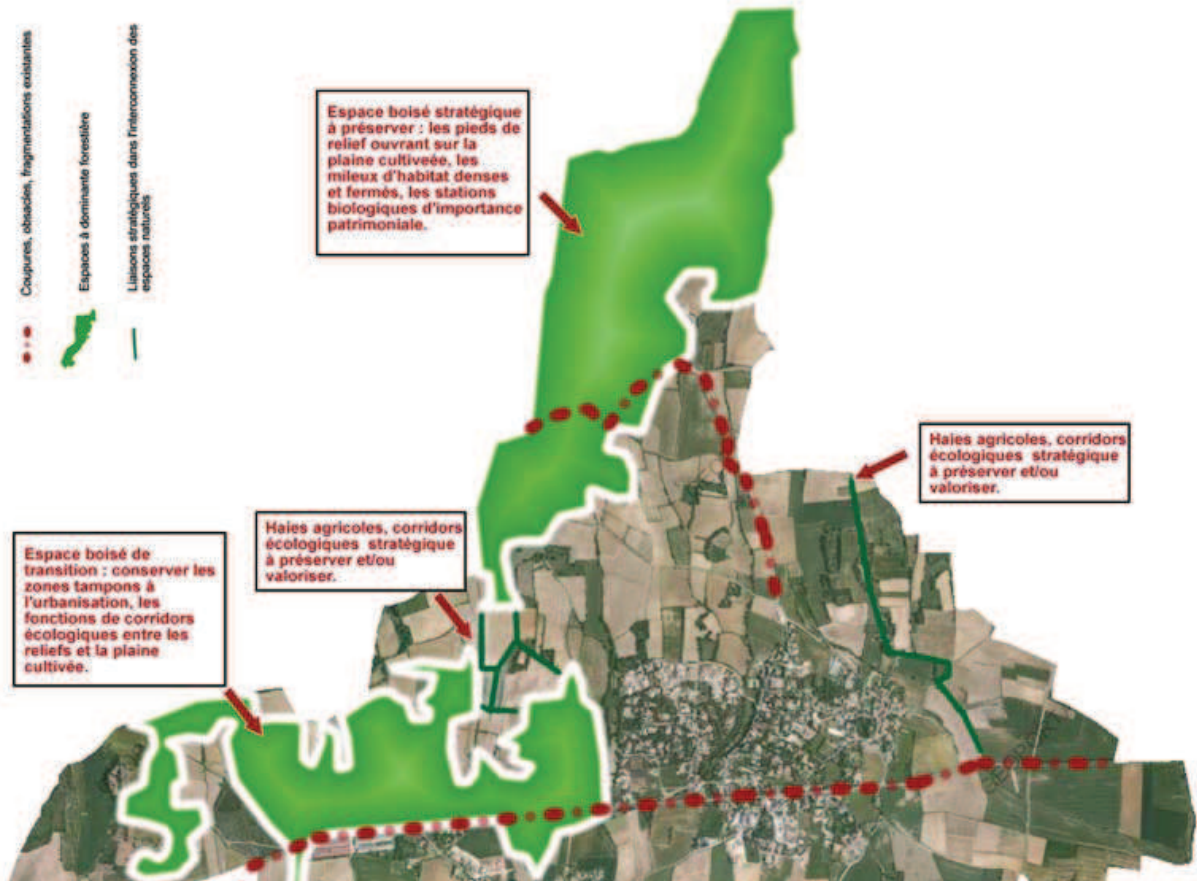 Coupures, obsacles, fragmentations existantes
Espaces à dominante forestière
Liaisons stratégiques dans l'interconnexion des
espaces naturels
Espace boisé stratégique
à préserver : les pieds de
relief ouvrant sur la
plaine cultiveée, les
mileux d'habitat denses
et fermés, les stations
biologiques d'importance
patrimoniale.
Haies agricoles, corridors
écologiques stratégique
à préserver et/ou
valoriser.
Haies agricoles, corridors
écologiques stratégique
à préserver et/ou
valoriser.
Espace boisé de
transition : conserver les
zones tampons à
l'urbanisation, les
fonctions de corridors
écologiques entre les
reliefs et la plaine
cultivée.